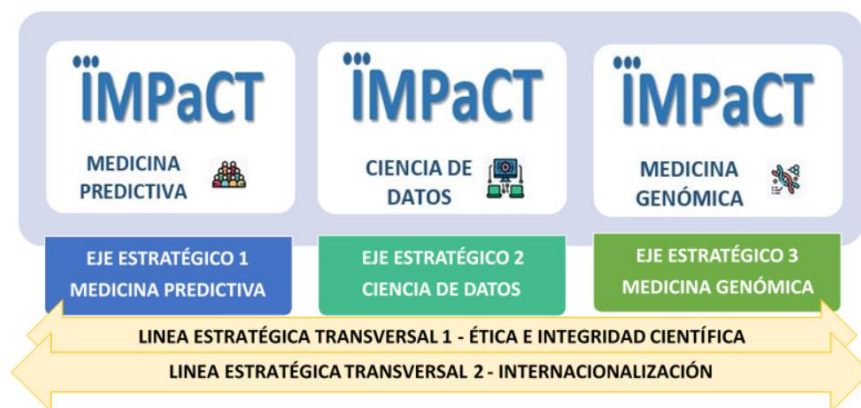 IMPaCT
MEDICINA
PREDICTIVA
IMPaCT
CIENCIA DE
DATOS
IMPaCT
MEDICINA
GENÓMICA
EJE ESTRATÉGICO 1
MEDICINA PREDICTIVA
EJE ESTRATÉGICO 2
CIENCIA DE DATOS
EJE ESTRATÉGICO 3
MEDICINA GENÓMICA
LINEA ESTRATÉGICA TRANSVERSAL 1 - ÉTICA E INTEGRIDAD CIENTÍFICA
LINEA ESTRATÉGICA TRANSVERSAL 2 - INTERNACIONALIZACIÓN